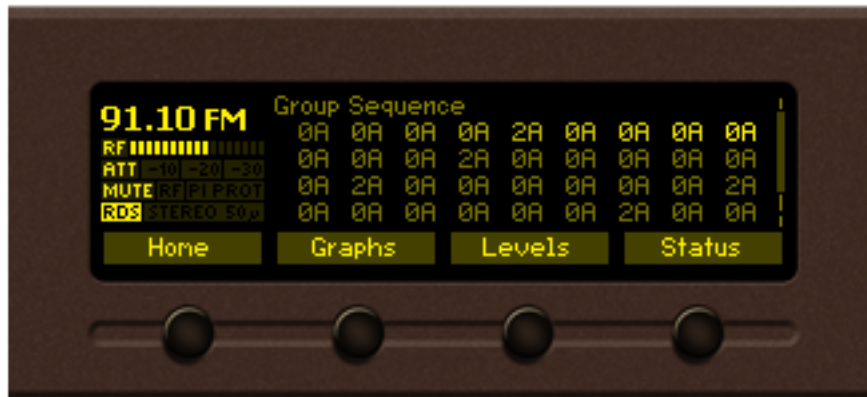 91.10 FM
RF
ATT -10 -20 -30
MUTE RF PI PROT
RDS STEREO 50µ
Group Sequence
0A 0A 0A 0A 2A 0A 0A 0A 0A
0A 0A 0A 2A 0A 0A 0A 0A 0A
0A 2A 0A 0A 0A 0A 0A 0A 2A
0A 0A 0A 0A 0A 0A 2A 0A 0A
Home Graphs Levels Status